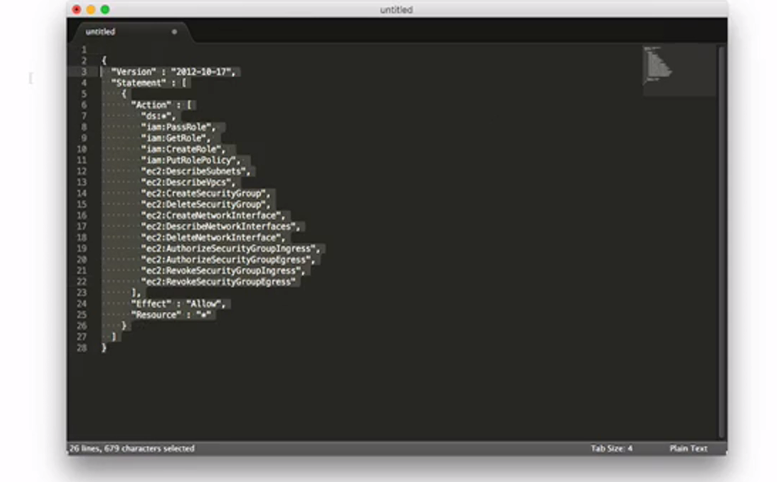 untitled
untitled
1
2 {
3 "Version" : "2012-10-17",
4 "Statement" : [
5 {
6 "Action" : [
7 "ds:*",
8 "iam:PassRole",
9 "iam:GetRole",
10 "iam:CreateRole",
11 "iam:PutRolePolicy",
12 "ec2:DescribeSubnets",
13 "ec2:DescribeVpcs",
14 "ec2:CreateSecurityGroup",
15 "ec2:DeleteSecurityGroup",
16 "ec2:CreateNetworkInterface",
17 "ec2:DescribeNetworkInterfaces",
18 "ec2:DeleteNetworkInterface",
19 "ec2:AuthorizeSecurityGroupIngress",
20 "ec2:AuthorizeSecurityGroupEgress",
21 "ec2:RevokeSecurityGroupIngress",
22 "ec2:RevokeSecurityGroupEgress"
23 ],
24 "Effect" : "Allow",
25 "Resource" : "*"
26 }
27 ]
28 }
26 lines, 679 characters selected Tab Size: 4 Plain Text